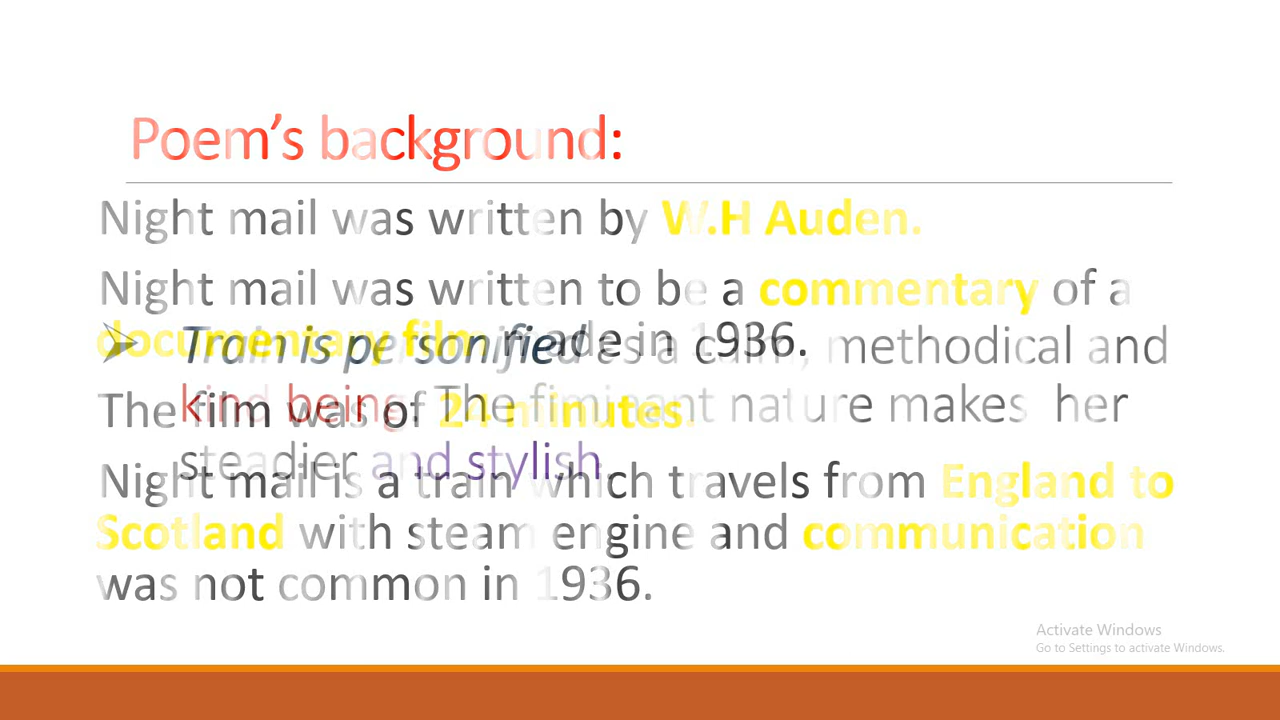 Poem's background:
Night mail was written by W.H Auden.
Night mail was written to be a commentary of a
documentary film made in 1936.
➢ Train is personified as a calm, methodical and
The film was of 24 minutes.
kind being. The nature makes her
steadier and stylish.
Night mail is a train which travels from England to
Scotland with steam engine and communication
was not common in 1936.
Activate Windows
Go to Settings to activate Windows.